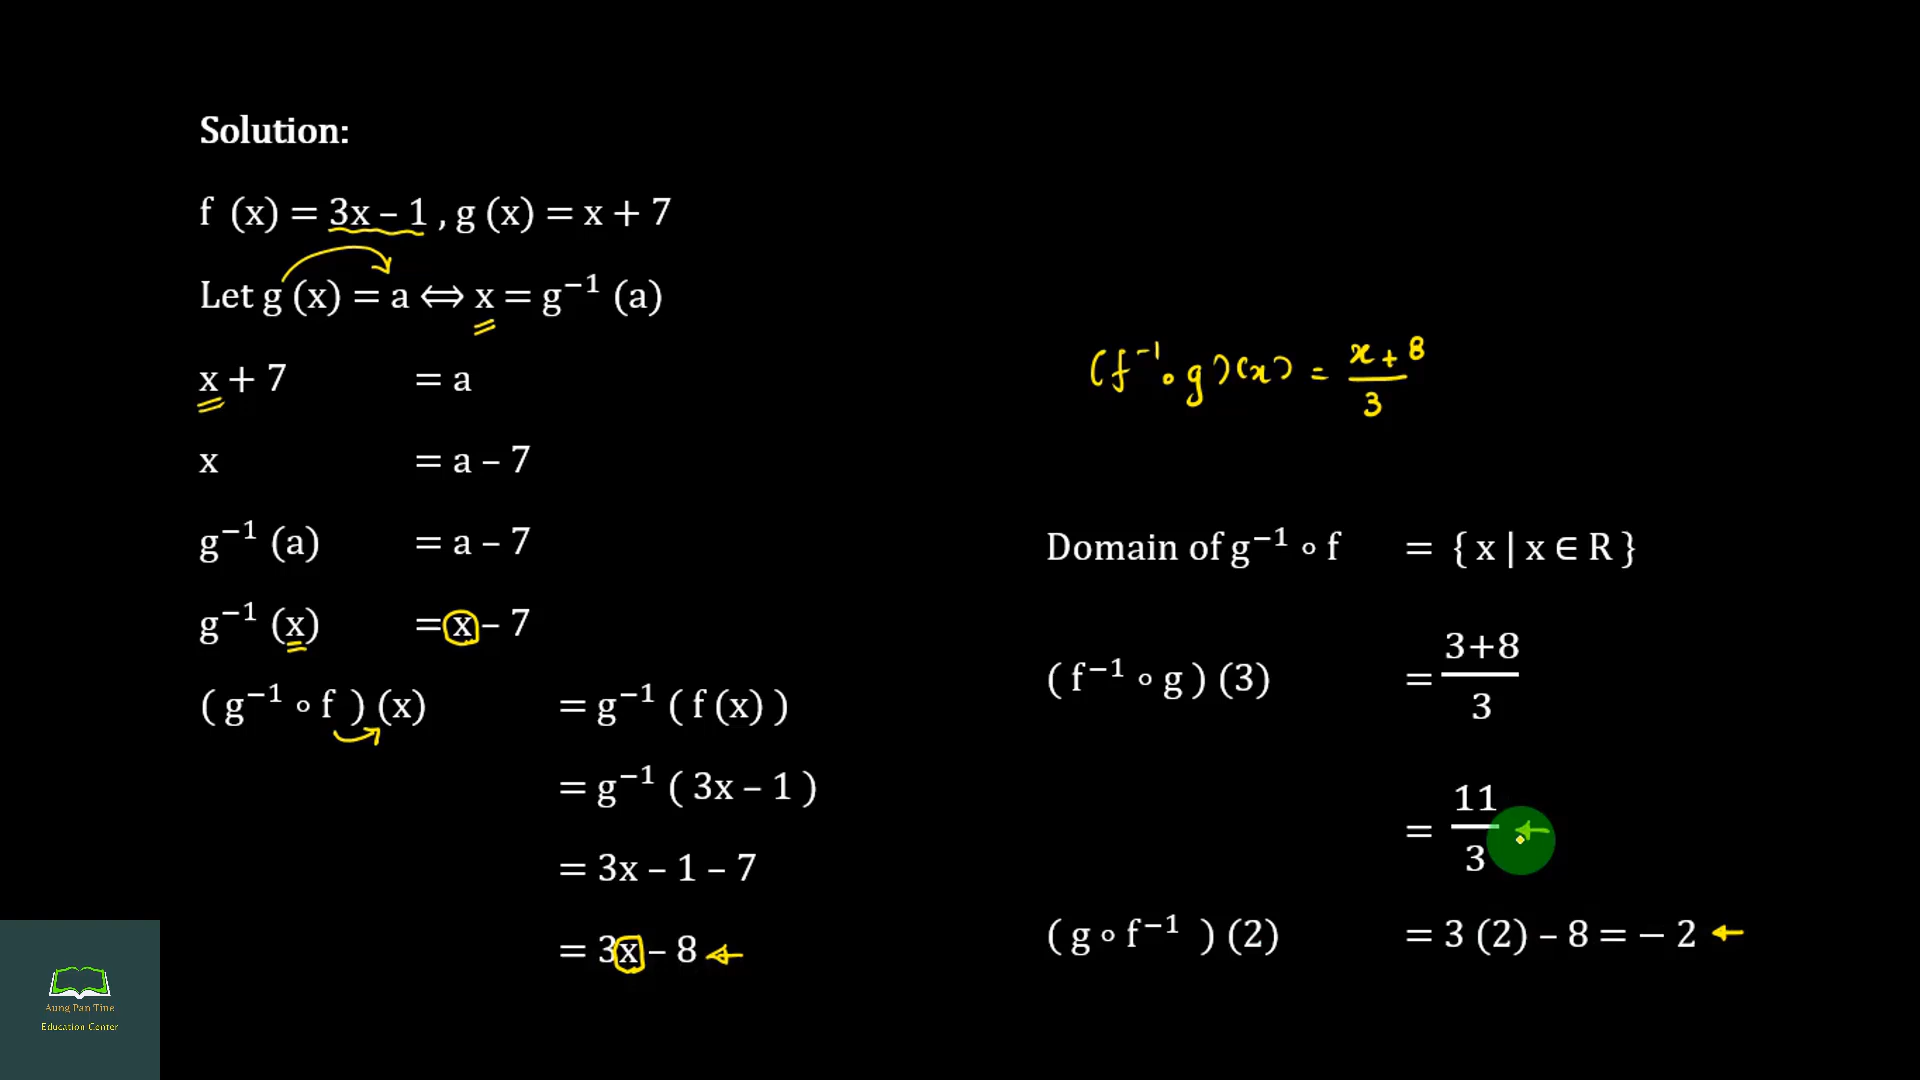 Solution:
f (x) = 3x – 1 , g (x) = x + 7
Let g (x) = a ⟺ x = g⁻¹ (a)
x + 7 = a
x = a – 7
g⁻¹ (a) = a – 7
g⁻¹ (x) = x – 7
( g⁻¹ ∘ f ) (x) = g⁻¹ ( f (x) )
= g⁻¹ ( 3x – 1 )
= 3x – 1 – 7
= 3x – 8 ←
(f⁻¹ ∘ g)(x) = x + 8 / 3
Domain of g⁻¹ ∘ f = { x | x ∈ R }
( f⁻¹ ∘ g ) (3) = 3+8 / 3
= 11 / 3 ←
( g ∘ f⁻¹ ) (2) = 3 (2) – 8 = − 2 ←
Aung Pan Tine
Education Center